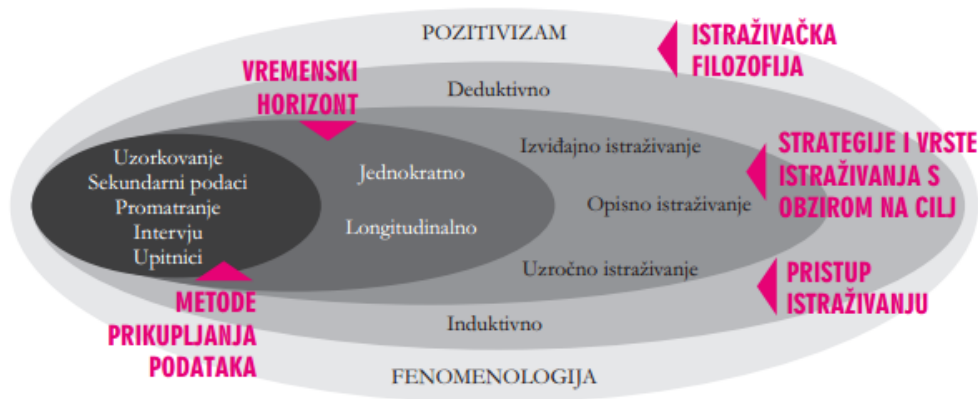 POZITIVIZAM
ISTRAŽIVAČKA
FILOZOFIJA
VREMENSKI
HORIZONT
Deduktivno
Izviđajno istraživanje
STRATEGIJE I VRSTE
ISTRAŽIVANJA S
OBZIROM NA CILJ
Uzorkovanje
Sekundarni podaci
Promatranje
Intervju
Upitnici
Jednokratno
Longitudinalno
Opisno istraživanje
Uzročno istraživanje
PRISTUP
ISTRAŽIVANJU
METODE
PRIKUPLJANJA
PODATAKA
Induktivno
FENOMENOLOGIJA